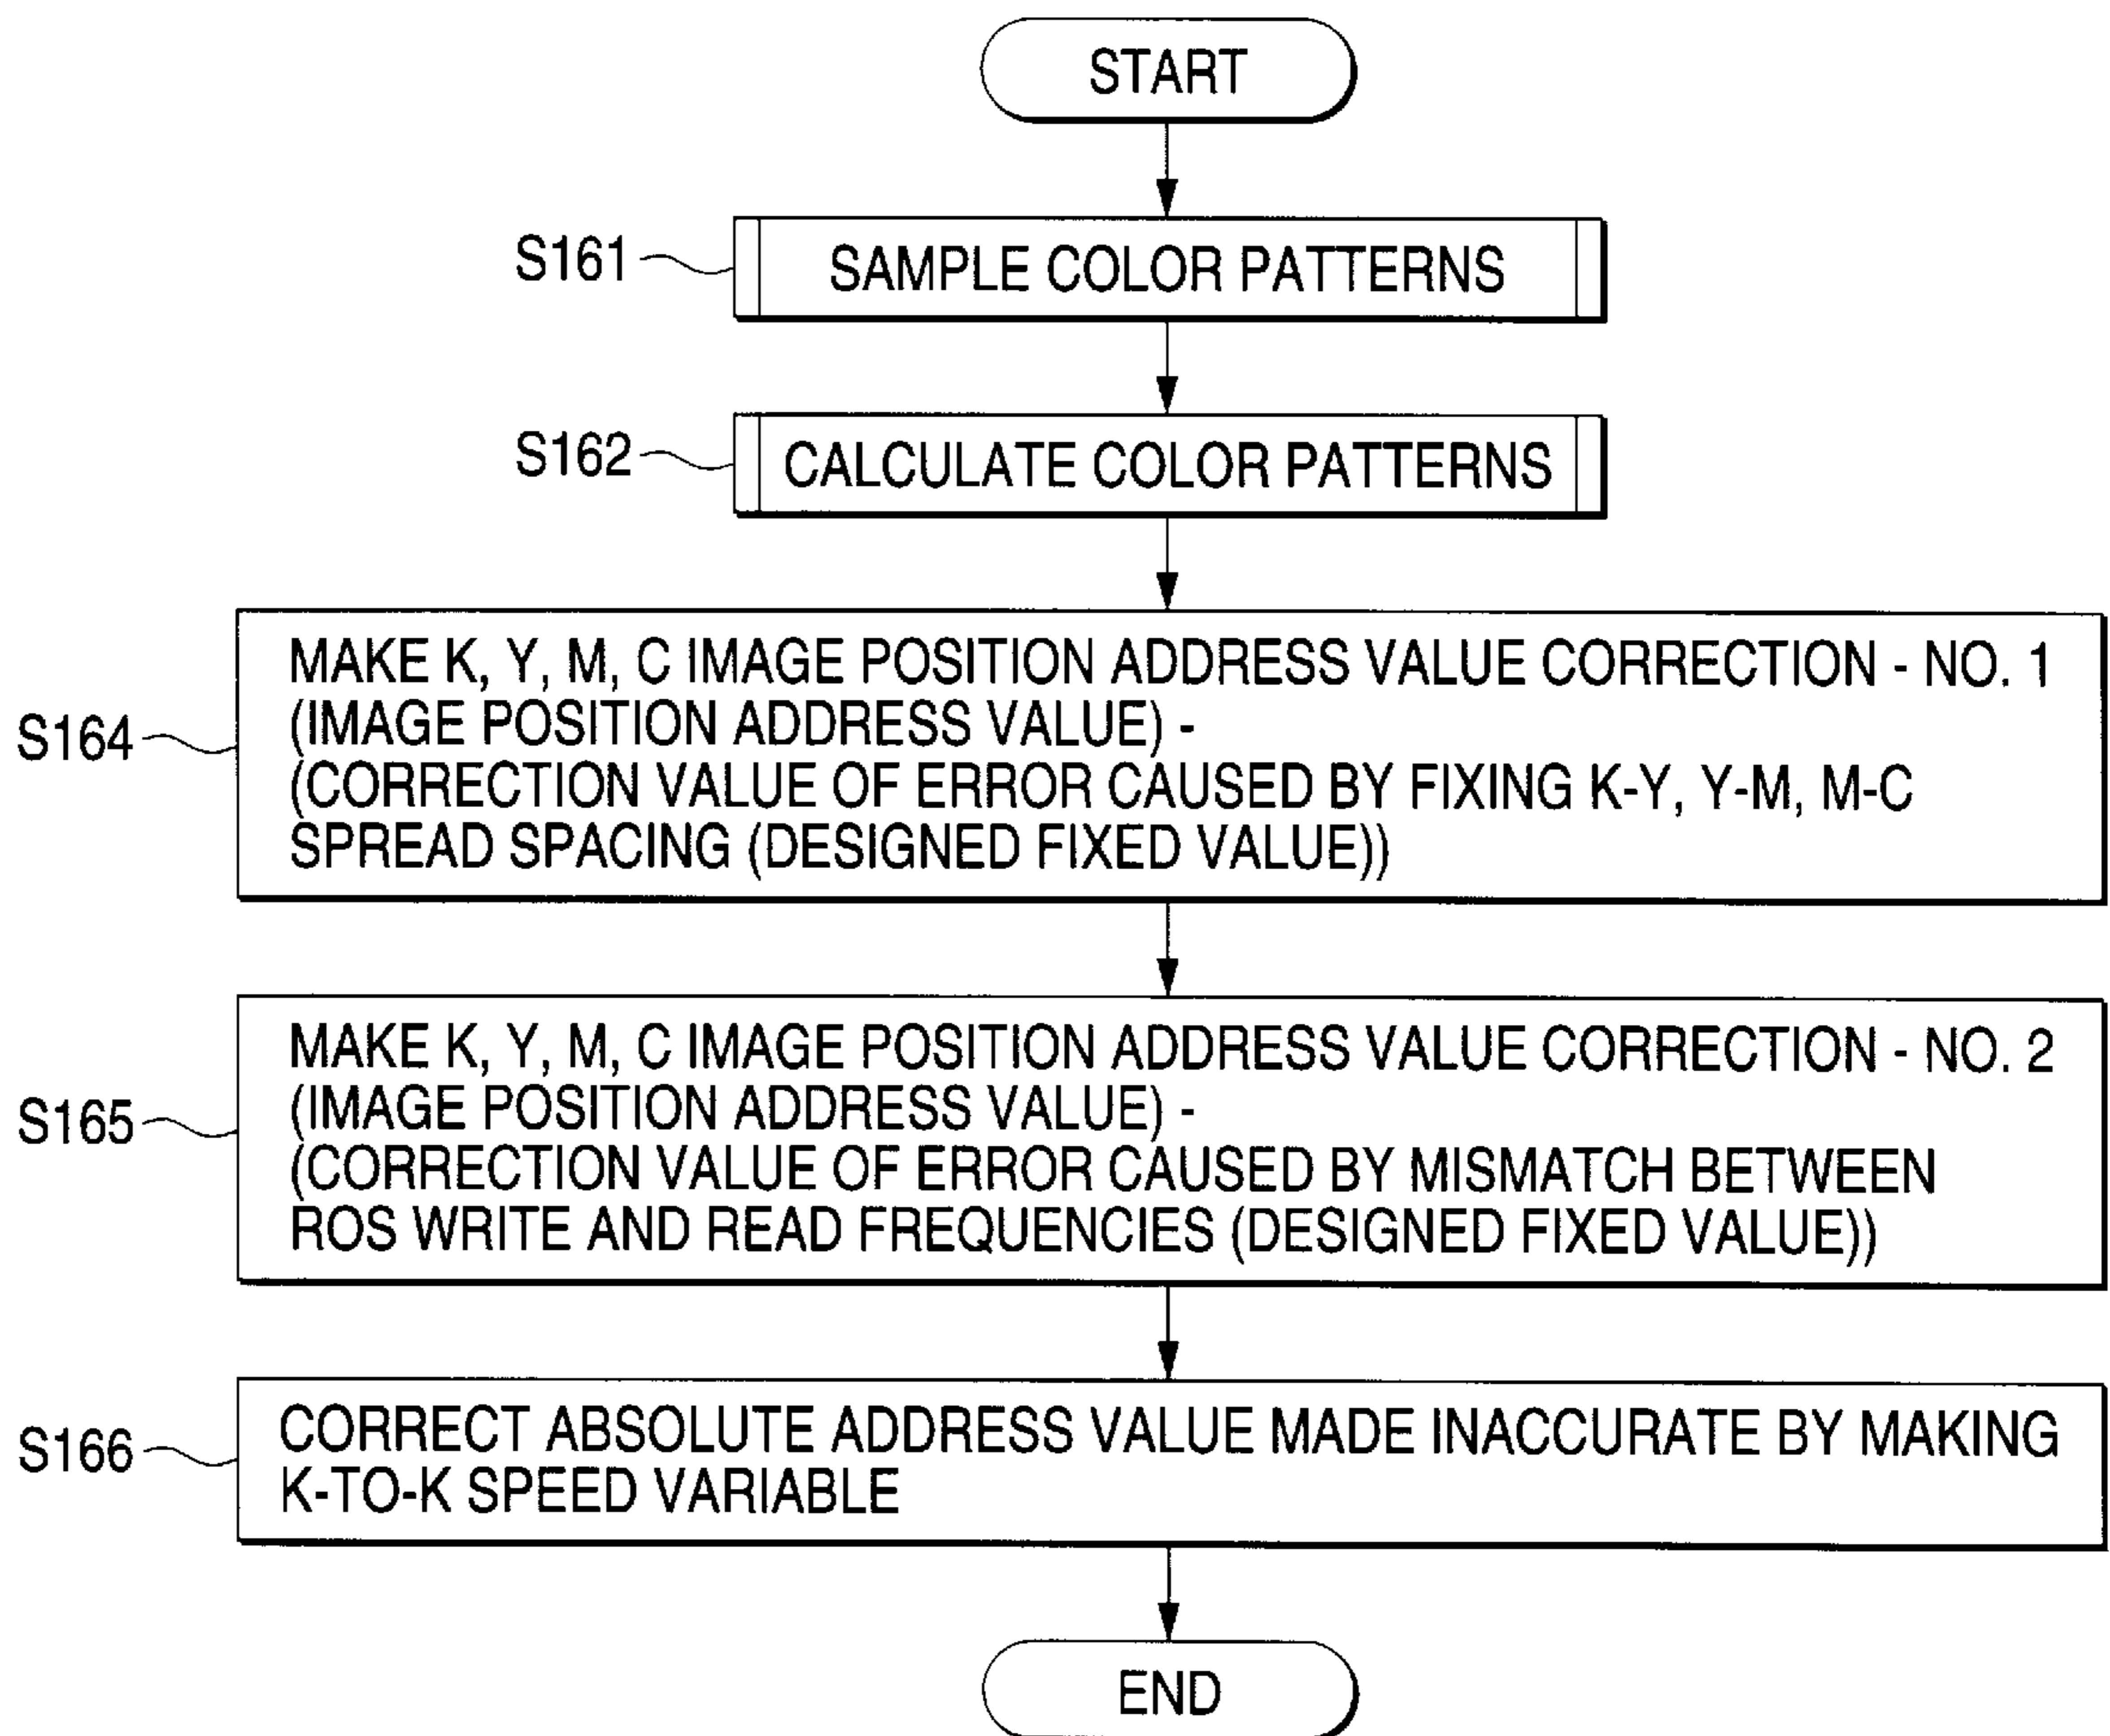 START
S161
SAMPLE COLOR PATTERNS
S162
CALCULATE COLOR PATTERNS
S164
MAKE K, Y, M, C IMAGE POSITION ADDRESS VALUE CORRECTION - NO. 1
(IMAGE POSITION ADDRESS VALUE) -
(CORRECTION VALUE OF ERROR CAUSED BY FIXING K-Y, Y-M, M-C
SPREAD SPACING (DESIGNED FIXED VALUE))
S165
MAKE K, Y, M, C IMAGE POSITION ADDRESS VALUE CORRECTION - NO. 2
(IMAGE POSITION ADDRESS VALUE) -
(CORRECTION VALUE OF ERROR CAUSED BY MISMATCH BETWEEN
ROS WRITE AND READ FREQUENCIES (DESIGNED FIXED VALUE))
S166
CORRECT ABSOLUTE ADDRESS VALUE MADE INACCURATE BY MAKING
K-TO-K SPEED VARIABLE
END